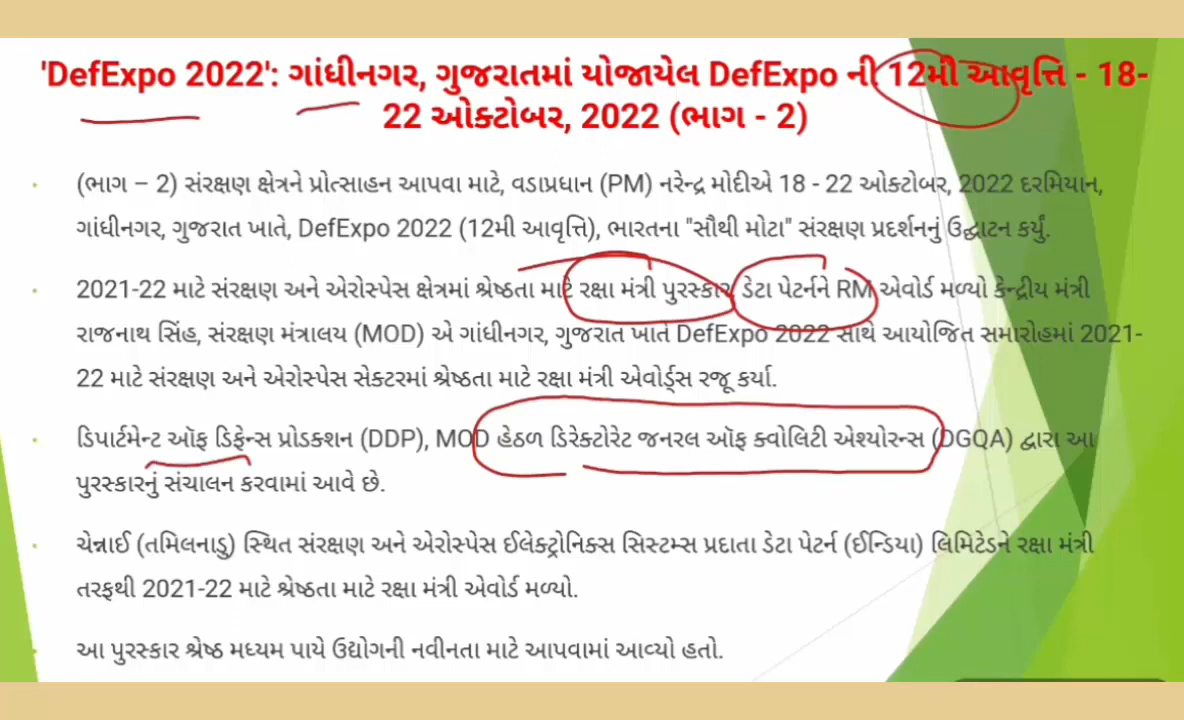 'DefExpo 2022': ગાંધીનગર, ગુજરાતમાં યોજાયેલ DefExpo ની 12મી આવૃત્તિ - 18-
22 ઓક્ટોબર, 2022 (ભાગ - 2)
(ભાગ – 2) સંરક્ષણ ક્ષેત્રને પ્રોત્સાહન આપવા માટે, વડાપ્રધાન (PM) નરેન્દ્ર મોદીએ 18 - 22 ઓક્ટોબર, 2022 દરમિયાન,
ગાંધીનગર, ગુજરાત ખાતે, DefExpo 2022 (12મી આવૃત્તિ), ભારતના "સૌથી મોટા" સંરક્ષણ પ્રદર્શનનું ઉદ્ઘાટન કર્યું.
2021-22 માટે સંરક્ષણ અને એરોસ્પેસ ક્ષેત્રમાં શ્રેષ્ઠતા માટે રક્ષા મંત્રી પુરસ્કાર ડેટા પેટર્નને RM એવોર્ડ મળ્યો કેન્દ્રીય મંત્રી
રાજનાથ સિંહ, સંરક્ષણ મંત્રાલય (MOD) એ ગાંધીનગર, ગુજરાત ખાતે DefExpo 2022 સાથે આયોજિત સમારોહમાં 2021-
22 માટે સંરક્ષણ અને એરોસ્પેસ સેક્ટરમાં શ્રેષ્ઠતા માટે રક્ષા મંત્રી એવોર્ડ્સ રજૂ કર્યા.
ડિપાર્ટમેન્ટ ઑફ ડિફેન્સ પ્રોડક્શન (DDP), MOD હેઠળ ડિરેક્ટોરેટ જનરલ ઑફ ક્વોલિટી એશ્યોરન્સ (DGQA) દ્વારા આ
પુરસ્કારનું સંચાલન કરવામાં આવે છે.
ચેન્નાઈ (તમિલનાડુ) સ્થિત સંરક્ષણ અને એરોસ્પેસ ઈલેક્ટ્રોનિક્સ સિસ્ટમ્સ પ્રદાતા ડેટા પેટર્ન (ઈન્ડિયા) લિમિટેડને રક્ષા મંત્રી
તરફથી 2021-22 માટે શ્રેષ્ઠતા માટે રક્ષા મંત્રી એવોર્ડ મળ્યો.
આ પુરસ્કાર શ્રેષ્ઠ મધ્યમ પાયે ઉદ્યોગની નવીનતા માટે આપવામાં આવ્યો હતો.